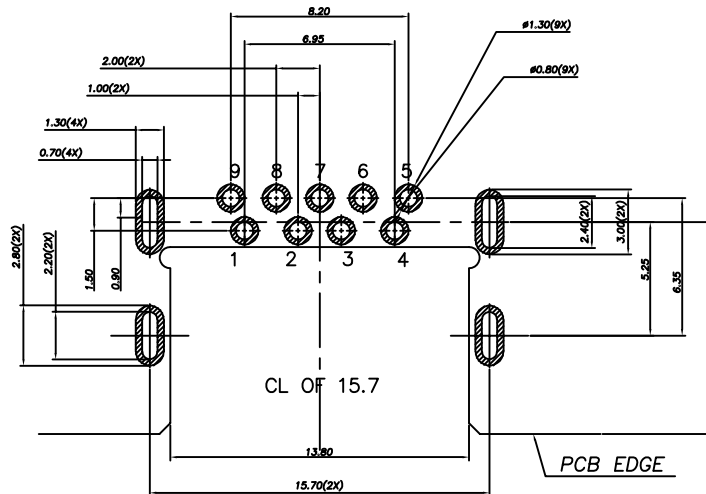 8.20
6.95
ø1.30(9X)
2.00(2X)
ø0.80(9X)
1.00(2X)
1.30(4X)
0.70(4X)
9 8 7 6 5
1 2 3 4
2.80(2X)
2.20(2X)
1.50
0.90
2.40(2X)
3.00(2X)
5.25
6.35
CL OF 15.7
13.80
PCB EDGE
15.70(2X)